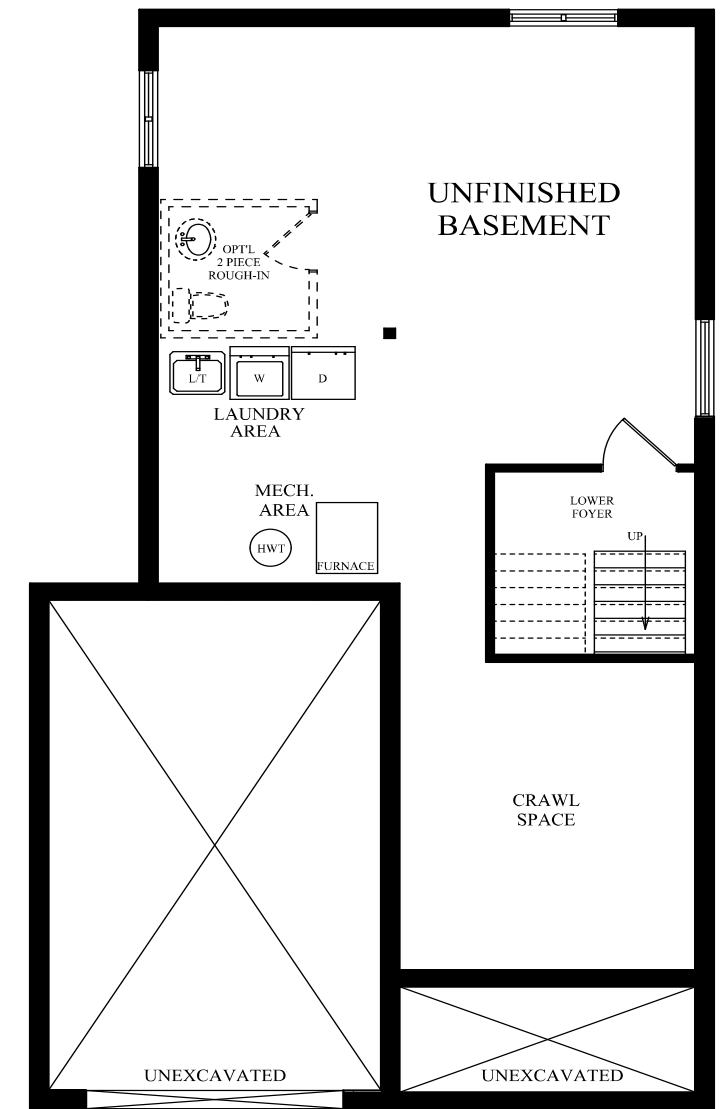 UNFINISHED
BASEMENT
OPT'L
2 PIECE
ROUGH-IN
L/T
W
D
LAUNDRY
AREA
MECH.
AREA
HWT
FURNACE
LOWER
FOYER
UP
CRAWL
SPACE
UNEXCAVATED
UNEXCAVATED